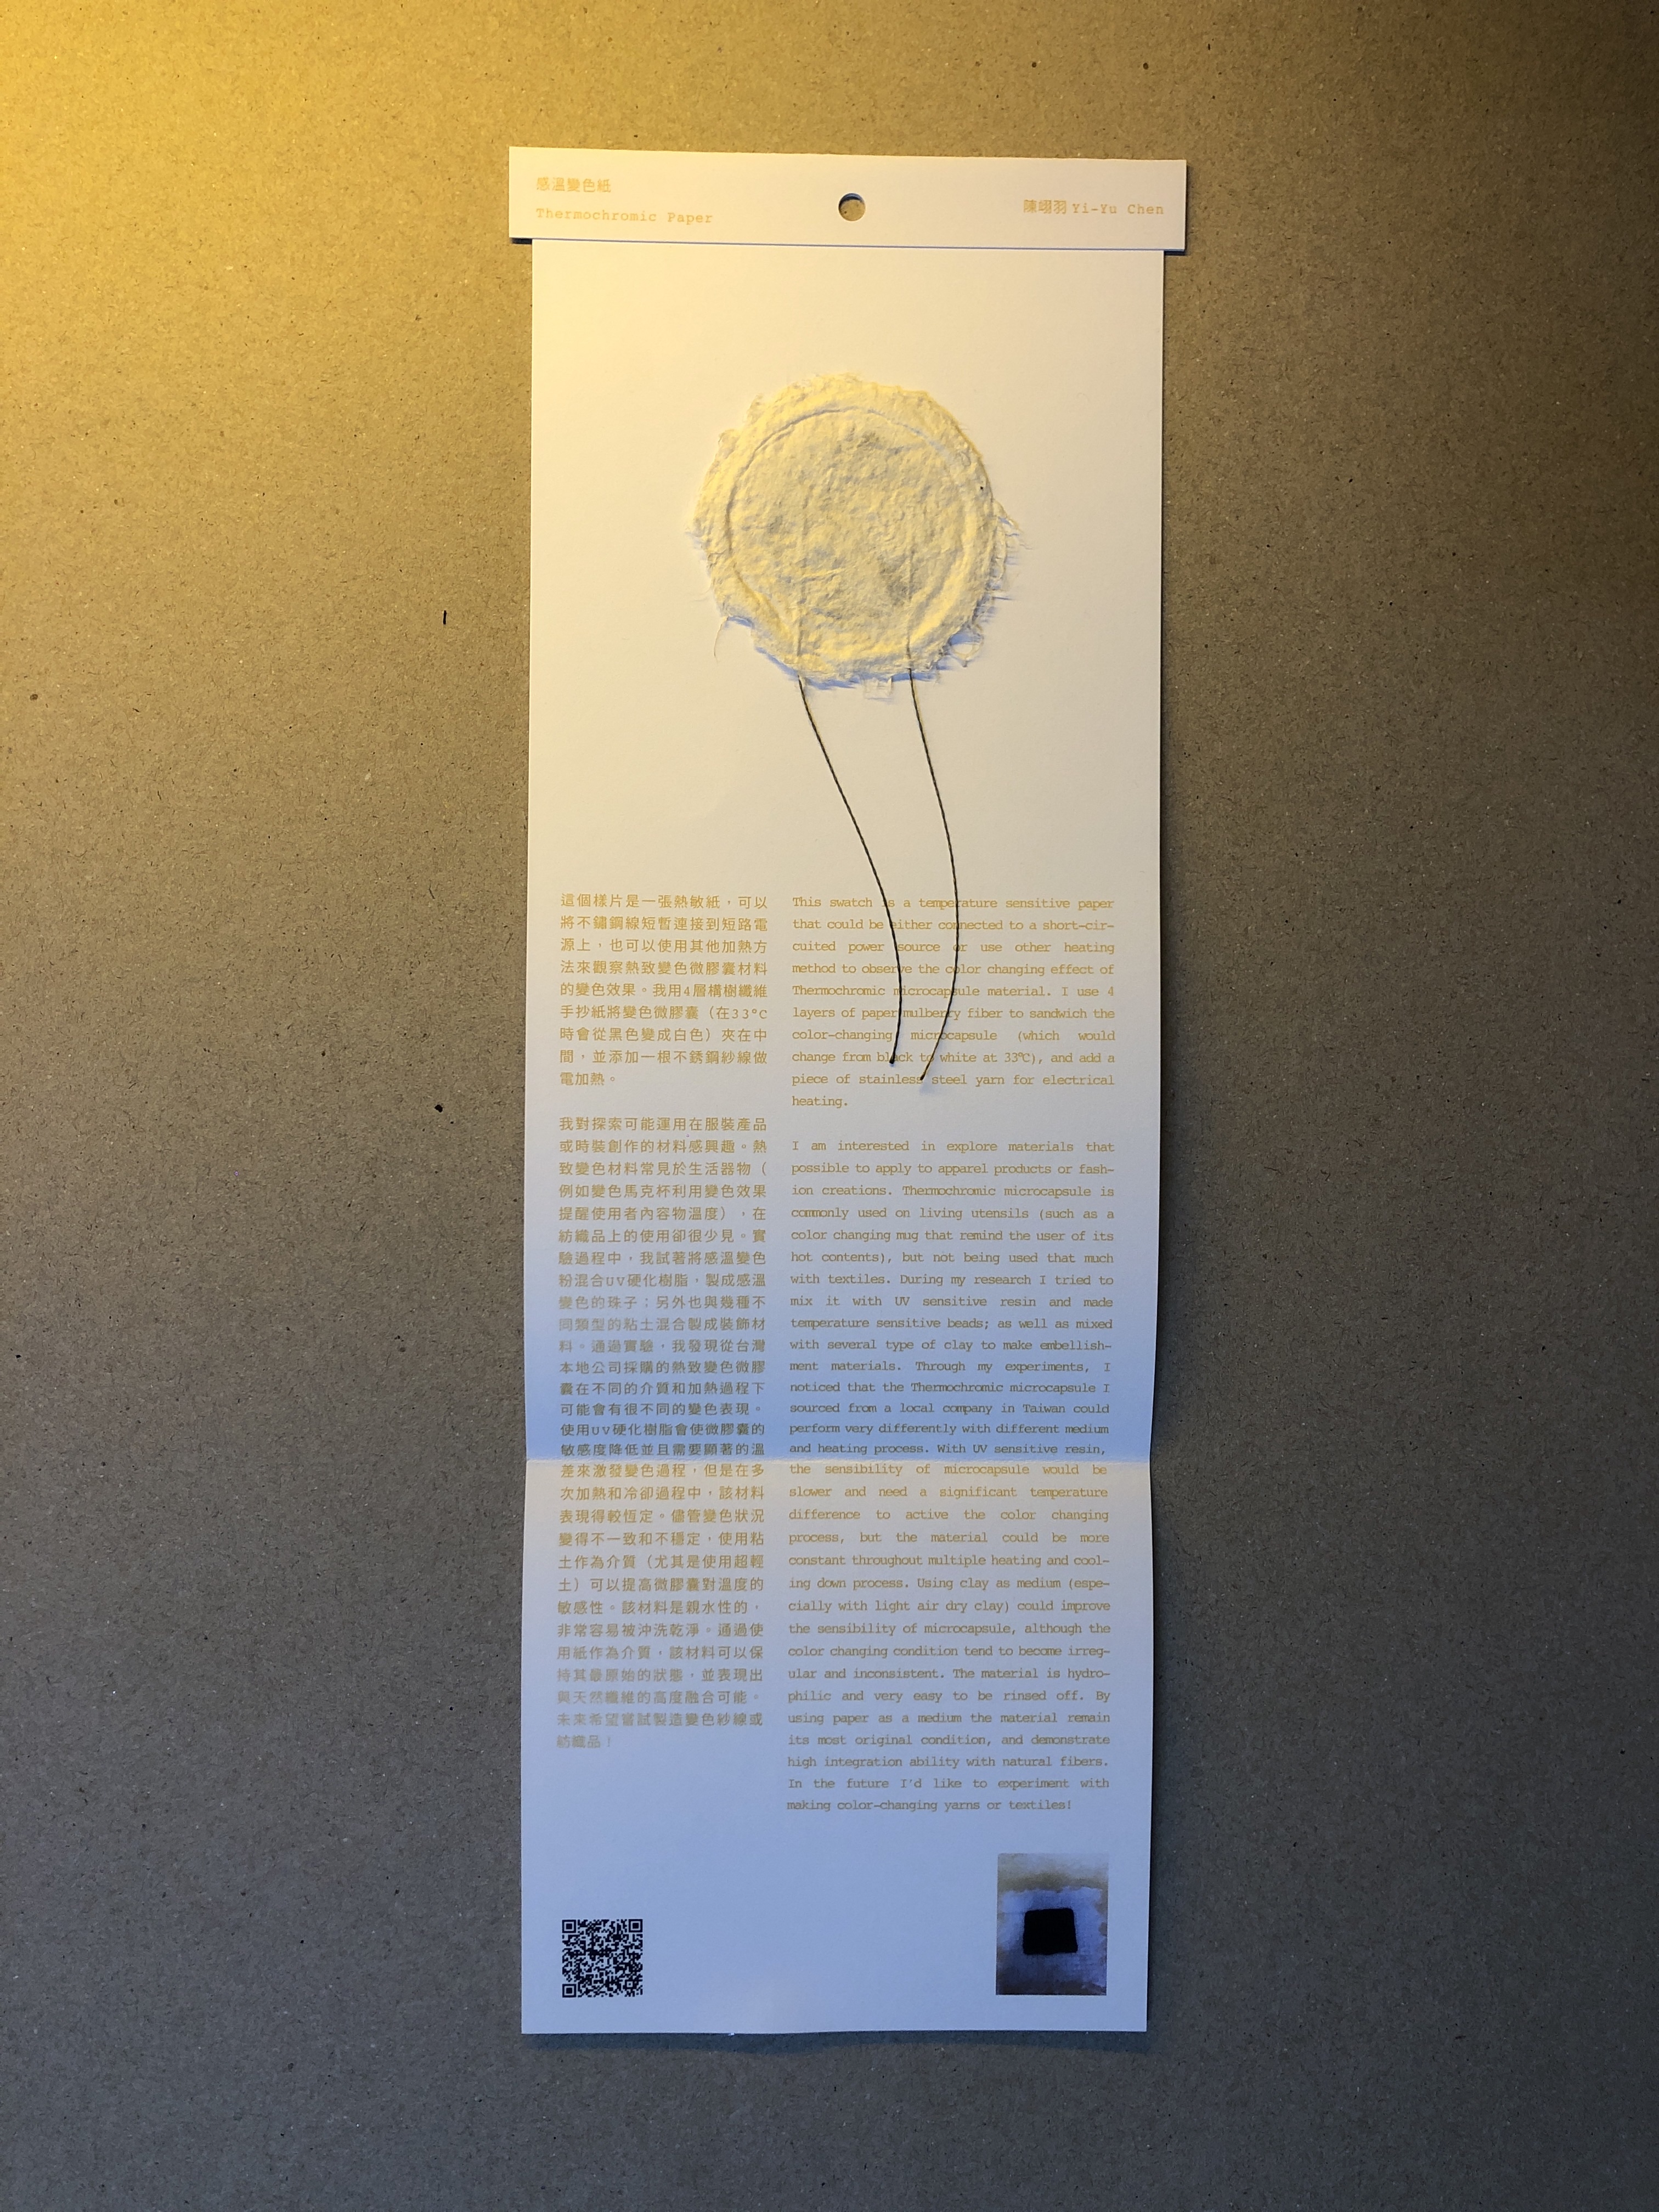 感溫變色紙
Thermochromic Paper
陳翊羽 Yi-Yu Chen
這個樣片是一張熱敏紙，可以
將不鏽鋼線短暫連接到短路電
源上，也可以使用其他加熱方
法來觀察熱致變色微膠囊材料
的變色效果。我用4層構樹纖維
手抄紙將變色微膠囊（在33°C
時會從黑色變成白色）夾在中
間，並添加一根不銹鋼紗線做
電加熱。
我對探索可能運用在服裝產品
或時裝創作的材料感興趣。熱
致變色材料常見於生活器物（
例如變色馬克杯利用變色效果
提醒使用者內容物溫度），在
紡織品上的使用卻很少見。實
驗過程中，我試著將感溫變色
粉混合UV硬化樹脂，製成感溫
變色的珠子；另外也與幾種不
同類型的粘土混合製成裝飾材
料。通過實驗，我發現從台灣
本地公司採購的熱致變色微膠
囊在不同的介質和加熱過程下
可能會有很不同的變色表現。
使用UV硬化樹脂會使微膠囊的
敏感度降低並且需要顯著的溫
差來激發變色過程，但是在多
次加熱和冷卻過程中，該材料
表現得較恆定。儘管變色狀況
變得不一致和不穩定，使用粘
土作為介質（尤其是使用超輕
土）可以提高微膠囊對溫度的
敏感性。該材料是親水性的，
非常容易被沖洗乾淨。通過使
用紙作為介質，該材料可以保
持其最原始的狀態，並表現出
與天然纖維的高度融合可能。
未來希望嘗試製造變色紗線或
紡織品！
This swatch is a temperature sensitive paper
that could be either connected to a short-cir-
cuited power source or use other heating
method to observe the color changing effect of
Thermochromic microcapsule material. I use 4
layers of paper mulberry fiber to sandwich the
color-changing microcapsule (which would
change from black to white at 33°C), and add a
piece of stainless steel yarn for electrical
heating.
I am interested in explore materials that
possible to apply to apparel products or fash-
ion creations. Thermochromic microcapsule is
commonly used on living utensils (such as a
color changing mug that remind the user of its
hot contents), but not being used that much
with textiles. During my research I tried to
mix it with UV sensitive resin and made
temperature sensitive beads; as well as mixed
with several type of clay to make embellish-
ment materials. Through my experiments, I
noticed that the Thermochromic microcapsule I
sourced from a local company in Taiwan could
perform very differently with different medium
and heating process. With UV sensitive resin,
the sensibility of microcapsule would be
slower and need a significant temperature
difference to active the color changing
process, but the material could be more
constant throughout multiple heating and cool-
ing down process. Using clay as medium (espe-
cially with light air dry clay) could improve
the sensibility of microcapsule, although the
color changing condition tend to become irreg-
ular and inconsistent. The material is hydro-
philic and very easy to be rinsed off. By
using paper as a medium the material remain
its most original condition, and demonstrate
high integration ability with natural fibers.
In the future I'd like to experiment with
making color-changing yarns or textiles!